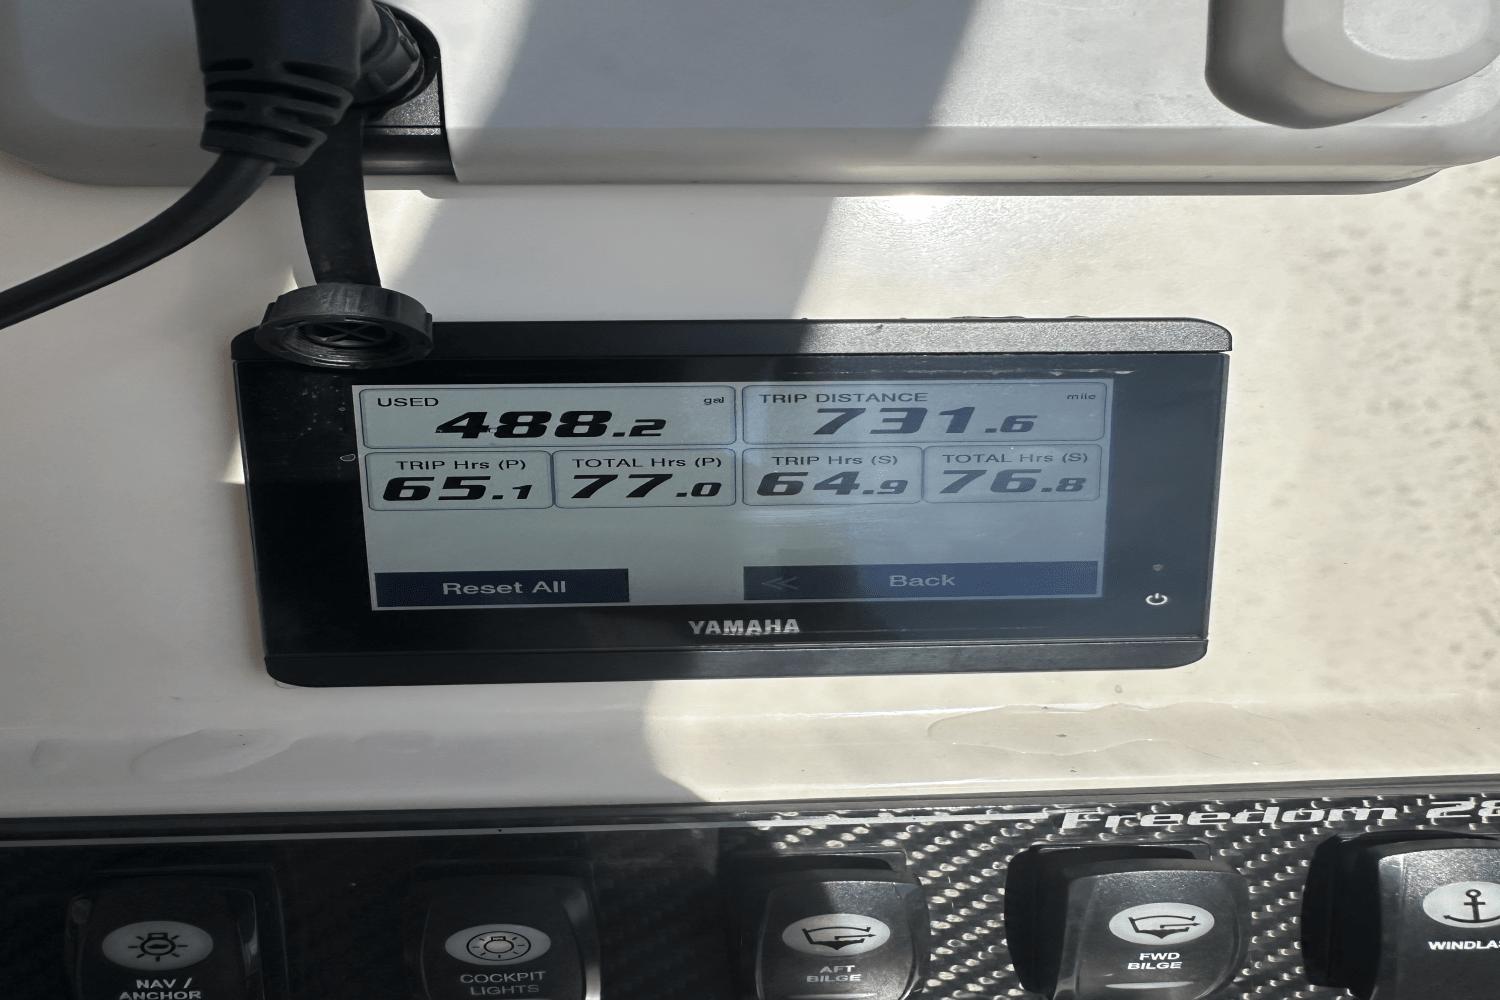 USED gal TRIP DISTANCE mile
488.2 731.6
TRIP Hrs (P) TOTAL Hrs (P) TRIP Hrs (S) TOTAL Hrs (S)
65.1 77.0 64.9 76.8
Reset All Back
YAMAHA
Freedom 28
NAV / ANCHOR
COCKPIT LIGHTS
AFT BILGE
FWD BILGE
WINDLA